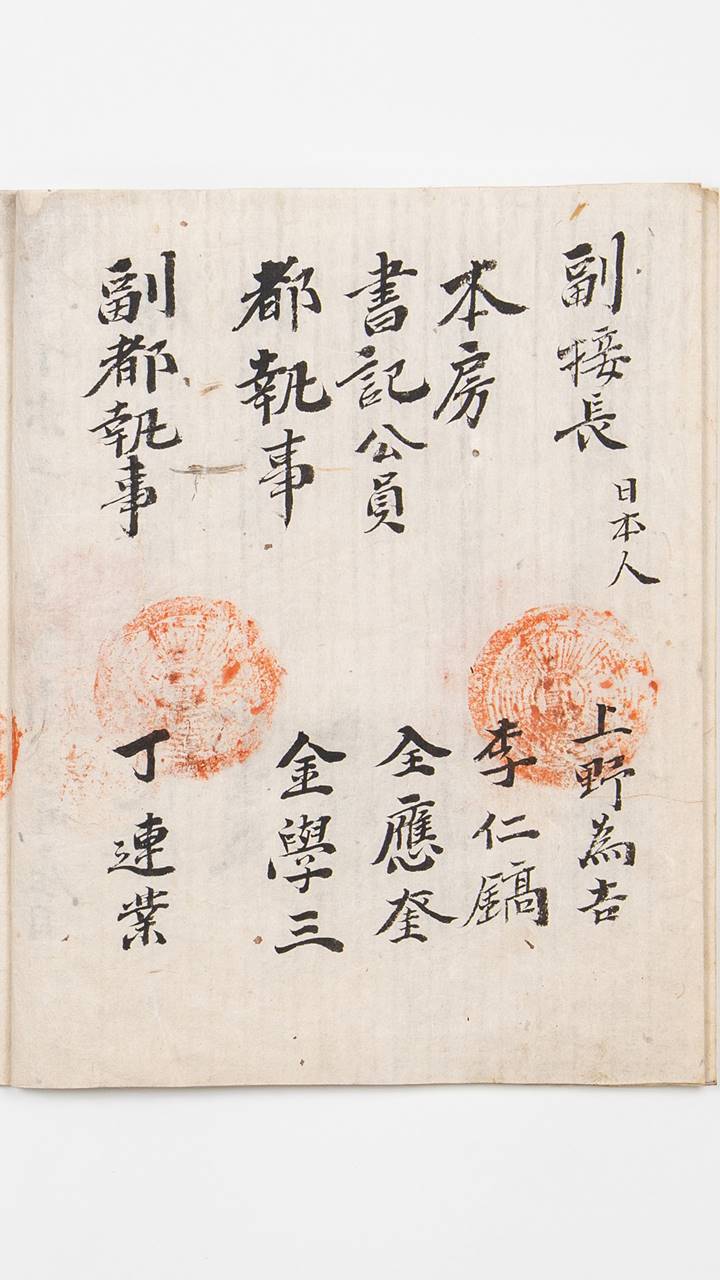 副接長 日本人 上野為吉
本房 李仁鎬
書記公員 全應奎
都執事 金學三
副都執事 丁連業